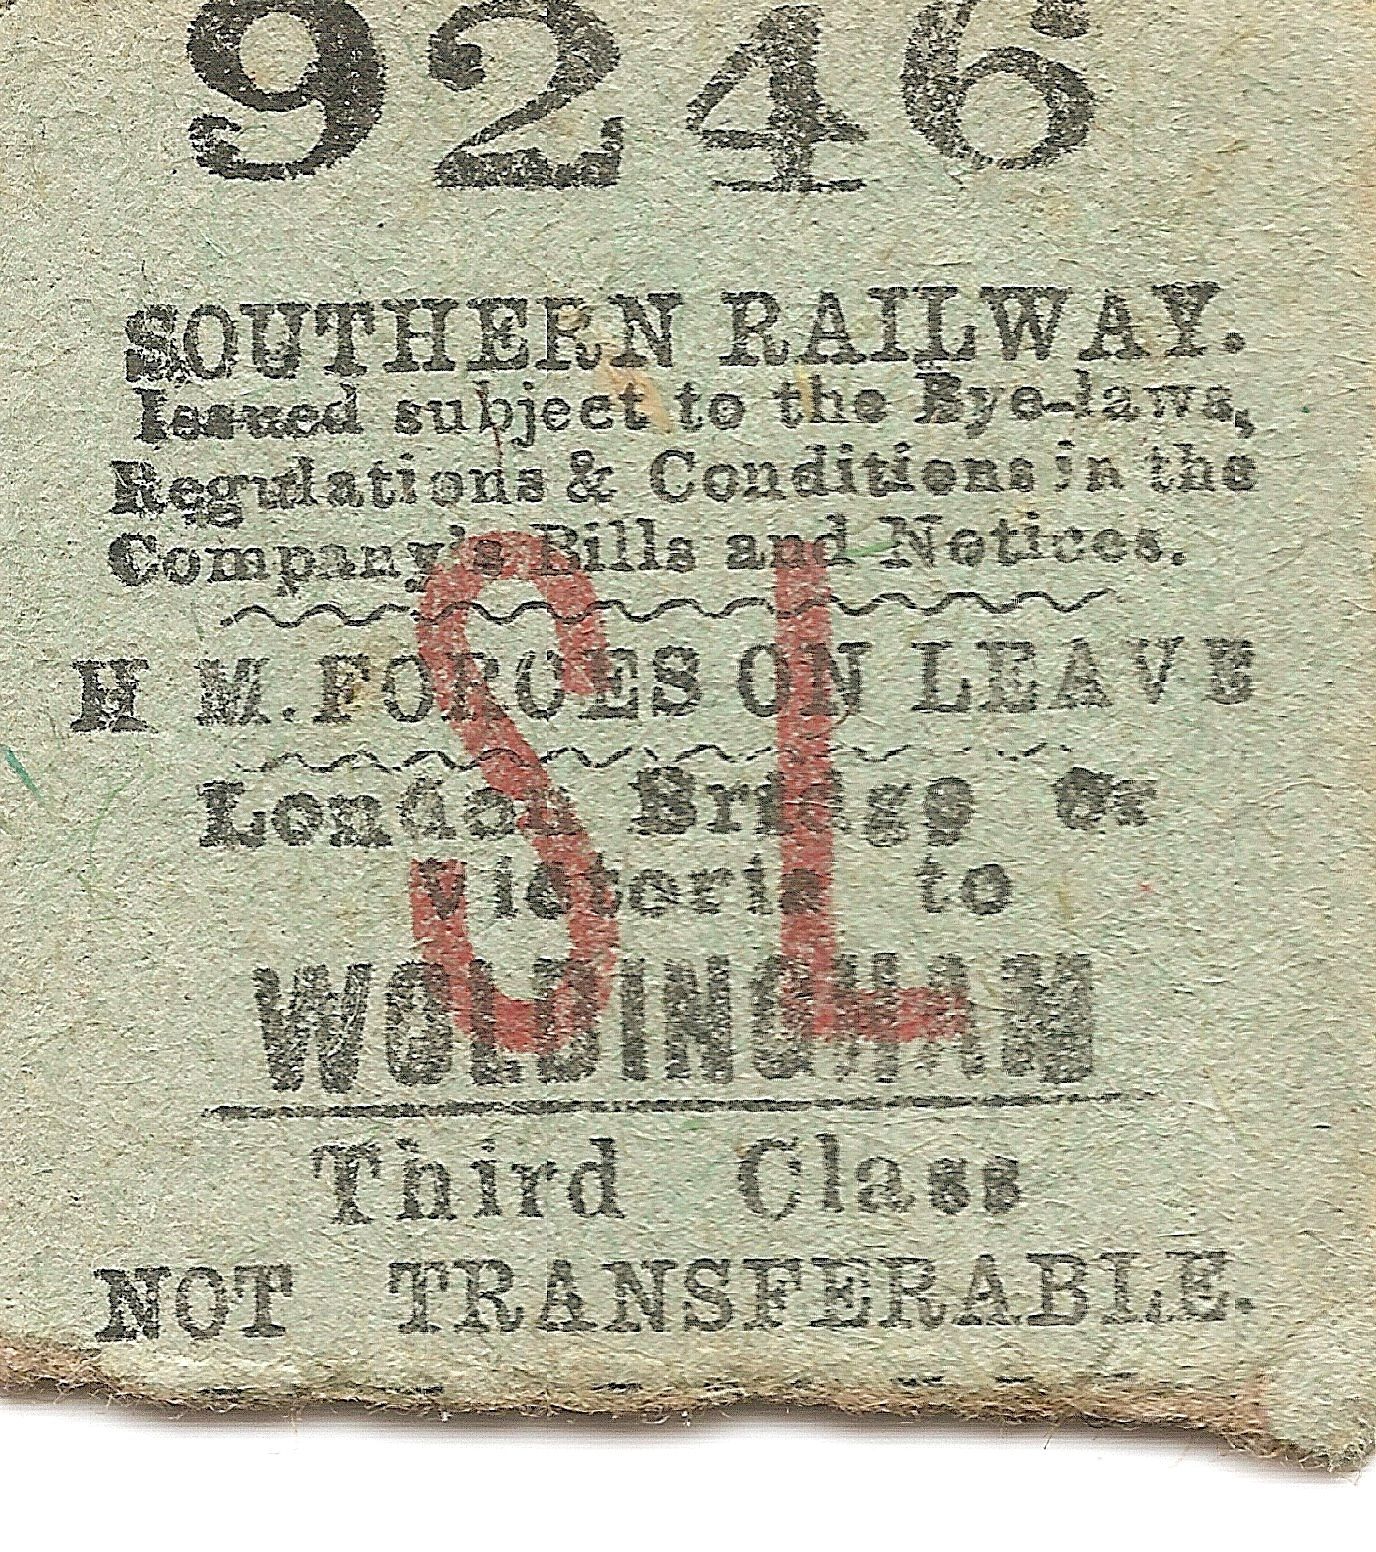 9246
SOUTHERN RAILWAY.
Issued subject to the Bye-laws,
Regulations & Conditions in the
Company's Bills and Notices.
H M. FORCES ON LEAVE
London Bridge Or
Victoria to
WOLDINGHAM
Third Class
NOT TRANSFERABLE.
SL